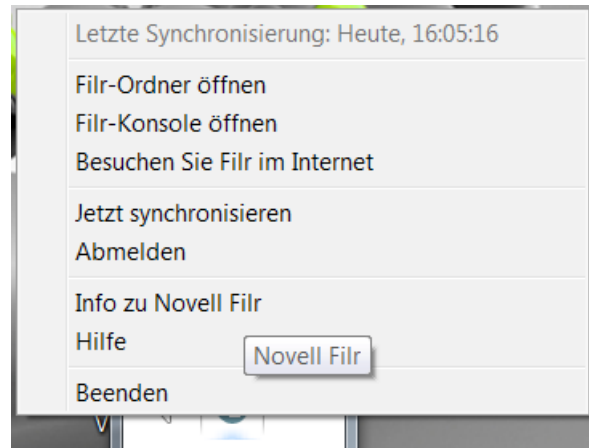 Letzte Synchronisierung: Heute, 16:05:16
Filr-Ordner öffnen
Filr-Konsole öffnen
Besuchen Sie Filr im Internet
Jetzt synchronisieren
Abmelden
Info zu Novell Filr
Hilfe
Novell Filr
Beenden